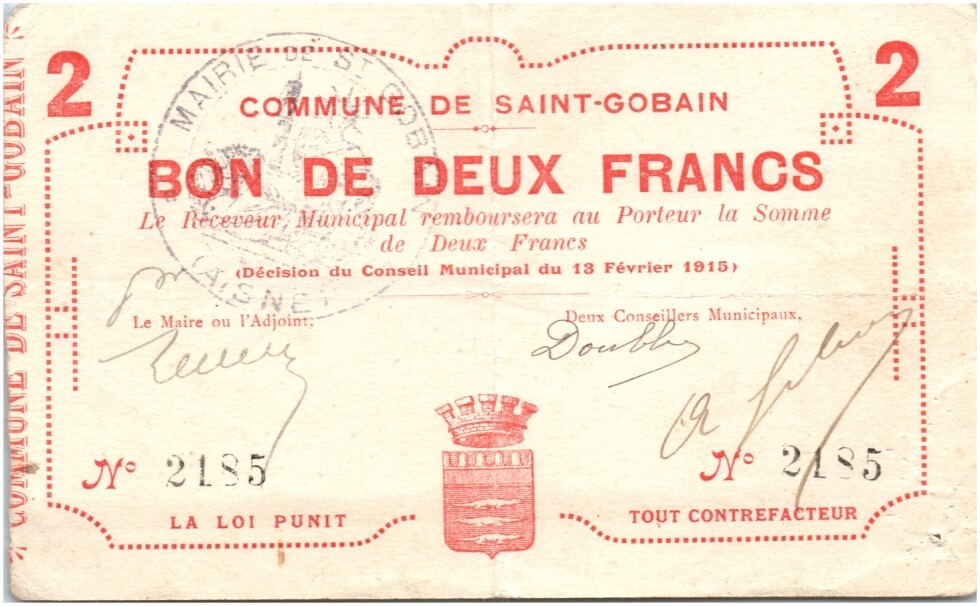 2
2
COMMUNE DE SAINT-GOBAIN
MAIRIE DE ST GOBAIN
(AISNE)
COMMUNE DE SAINT-GOBAIN
BON DE DEUX FRANCS
Le Receveur Municipal remboursera au Porteur la Somme
de Deux Francs
(Décision du Conseil Municipal du 13 Février 1915)
Le Maire ou l'Adjoint,
Deux Conseillers Municipaux,
No 2185
No 2185
LA LOI PUNIT
TOUT CONTREFACTEUR